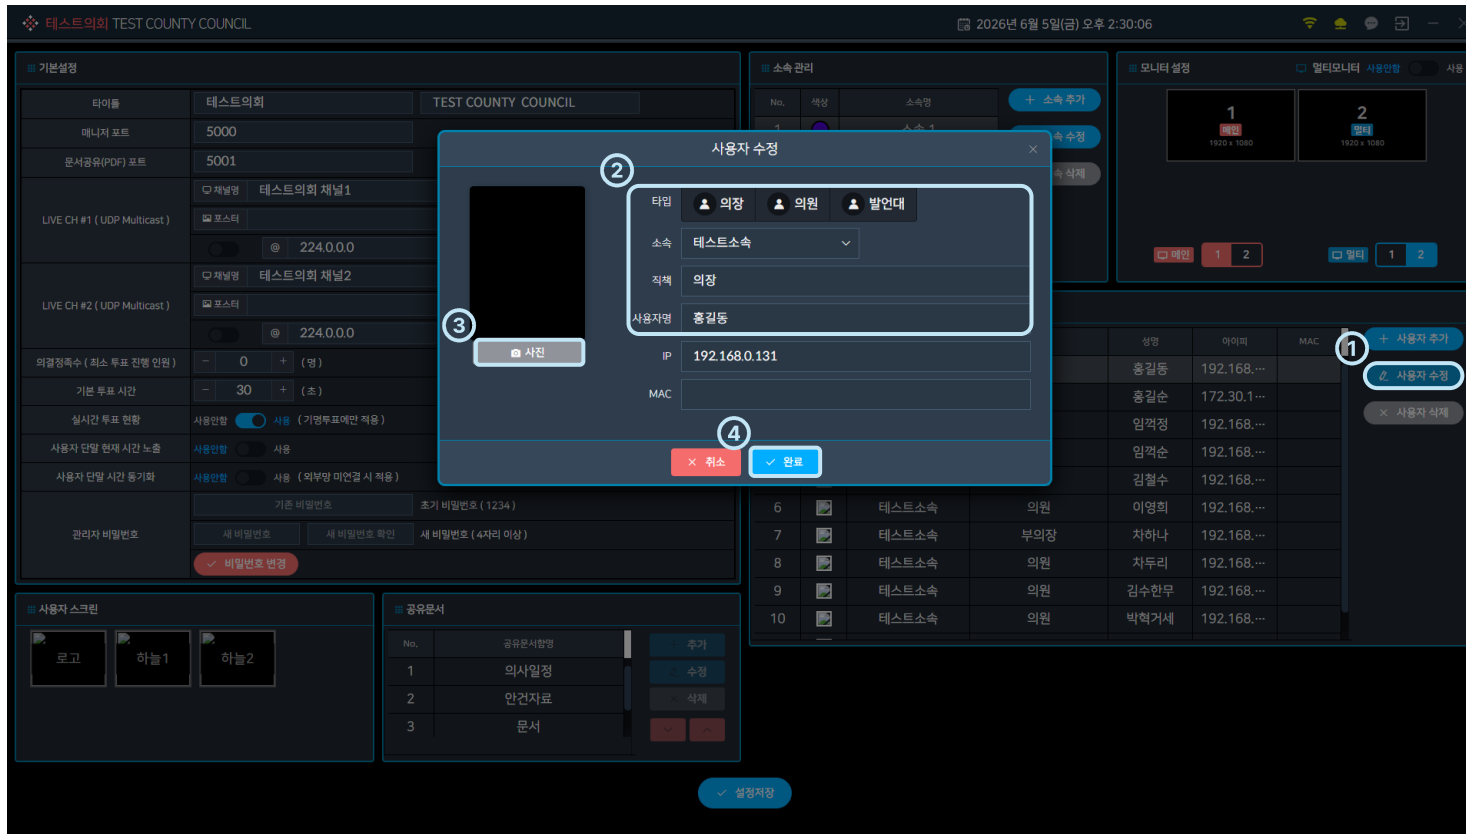 테스트의회 TEST COUNTY COUNCIL
2026년 6월 5일(금) 오후 2:30:06
기본설정
타이틀 테스트의회 TEST COUNTY COUNCIL
매니저 포트 5000
문서공유(PDF) 포트 5001
LIVE CH #1 ( UDP Multicast )
채널명 테스트의회 채널1
포스터
@ 224.0.0.0
LIVE CH #2 ( UDP Multicast )
채널명 테스트의회 채널2
포스터
@ 224.0.0.0
의결정족수 ( 최소 투표 진행 인원 ) − 0 + ( 명 )
기본 투표 시간 − 30 + ( 초 )
실시간 투표 현황 사용안함 사용 ( 기명투표에만 적용 )
사용자 단말 현재 시간 노출 사용안함 사용
사용자 단말 시간 동기화 사용안함 사용 ( 외부망 미연결 시 적용 )
관리자 비밀번호
기존 비밀번호 초기 비밀번호 ( 1234 )
새 비밀번호 새 비밀번호 확인 새 비밀번호 ( 4자리 이상 )
비밀번호 변경
소속 관리
No. 색상 소속명
1 소속 1
+ 소속 추가
속 수정
속 삭제
모니터 설정 멀티모니터 사용안함 사용
1 메인 1920 x 1080
2 멀티 1920 x 1080
메인 1 2
멀티 1 2
사용자 수정 ×
②
타입 의장 의원 발언대
소속 테스트소속
직책 의장
사용자명 홍길동
③
사진
IP 192.168.0.131
MAC
④
× 취소 완료
성명 아이피 MAC
홍길동 192.168.···
홍길순 172.30.1···
임꺽정 192.168.···
임꺽순 192.168.···
김철수 192.168.···
6 테스트소속 의원 이영희 192.168.···
7 테스트소속 부의장 차하나 192.168.···
8 테스트소속 의원 차두리 192.168.···
9 테스트소속 의원 김수한무 192.168.···
10 테스트소속 의원 박혁거세 192.168.···
①
+ 사용자 추가
사용자 수정
× 사용자 삭제
사용자 스크린
로고 하늘1 하늘2
공유문서
No. 공유문서함명
1 의사일정
2 안건자료
3 문서
추가
수정
삭제
설정저장